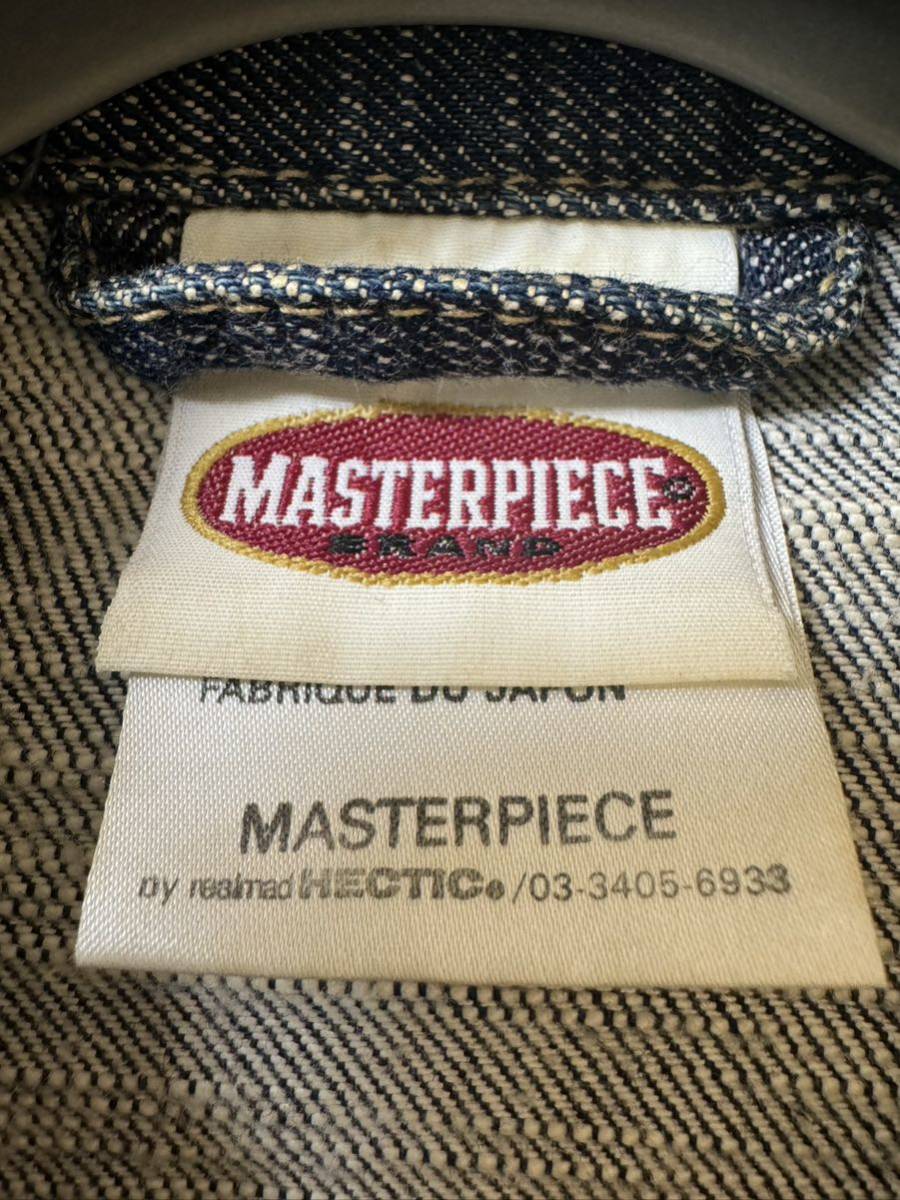 MASTERPIECE®
BRAND
FABRIQUE DU JAPON
MASTERPIECE
by realmad HECTIC® /03-3405-6933